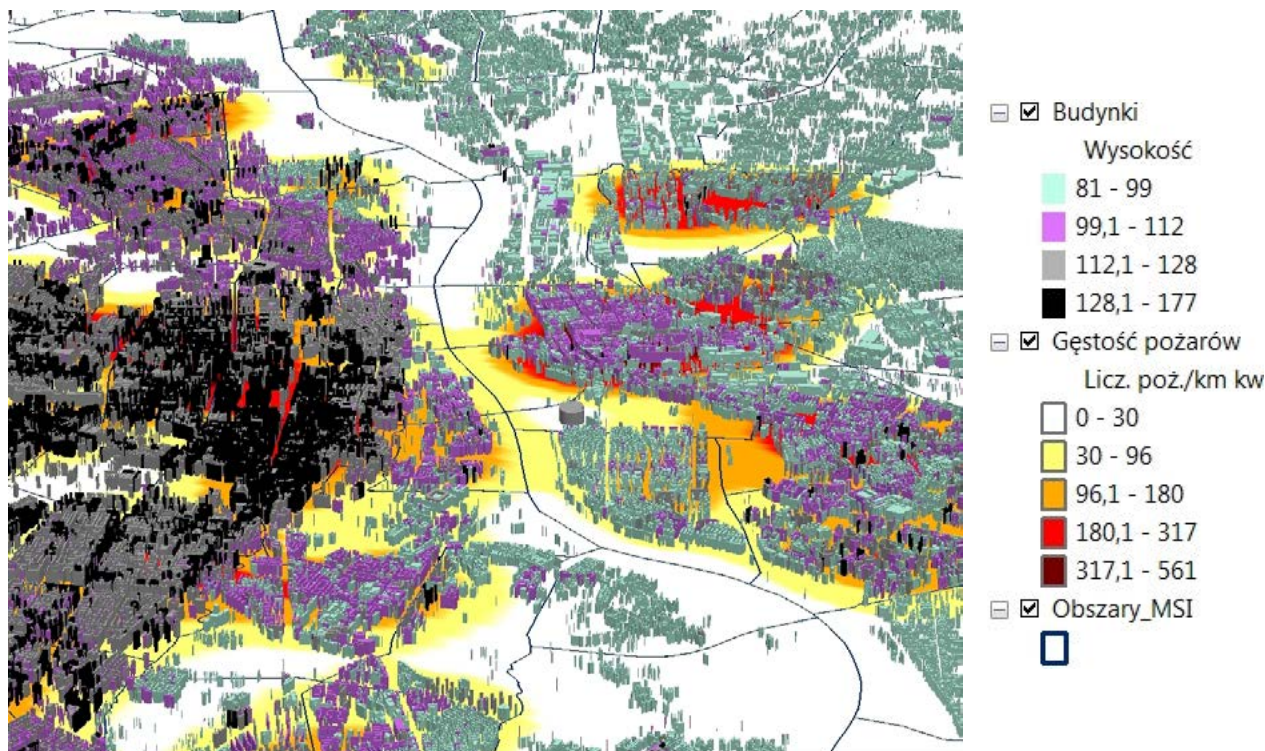 Budynki
Wysokość
81 - 99
99,1 - 112
112,1 - 128
128,1 - 177
Gęstość pożarów
Licz. poż./km kw
0 - 30
30 - 96
96,1 - 180
180,1 - 317
317,1 - 561
Obszary_MSI